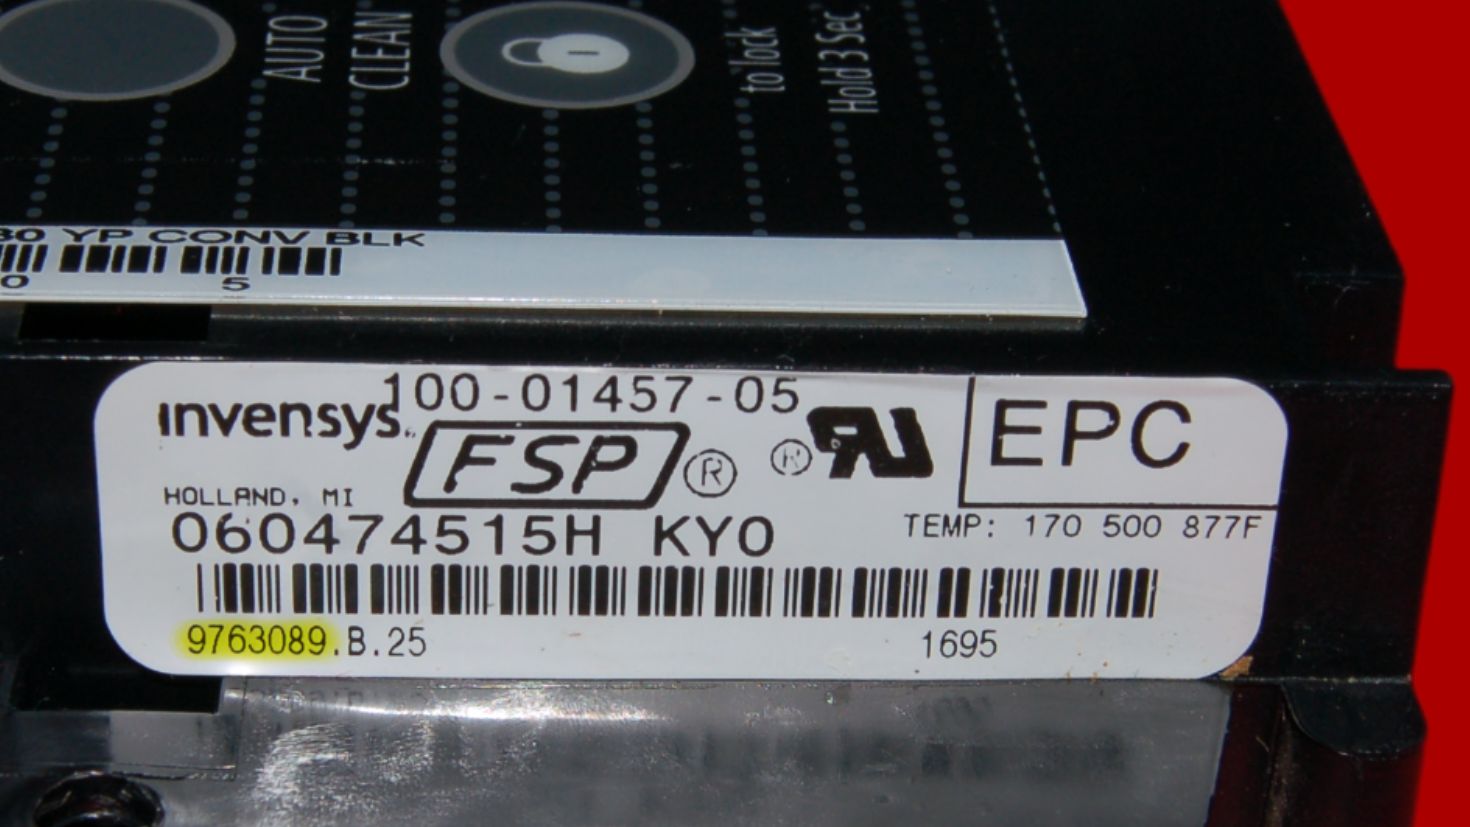 AUTO
CLEAN
to lock
Hold 3 Sec
30 YP CONV BLK
0 5
100-01457-05
invensys
FSP ® ® RU EPC
HOLLAND, MI
060474515H KY0
TEMP: 170 500 877F
9763089.B.25
1695